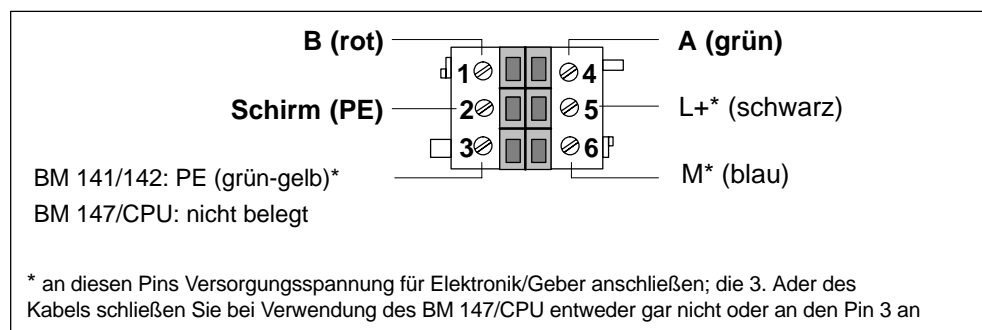 B (rot)
A (grün)
1
4
Schirm (PE)
2
5
L+* (schwarz)
3
6
BM 141/142: PE (grün-gelb)*
M* (blau)
BM 147/CPU: nicht belegt
* an diesen Pins Versorgungsspannung für Elektronik/Geber anschließen; die 3. Ader des
Kabels schließen Sie bei Verwendung des BM 147/CPU entweder gar nicht oder an den Pin 3 an